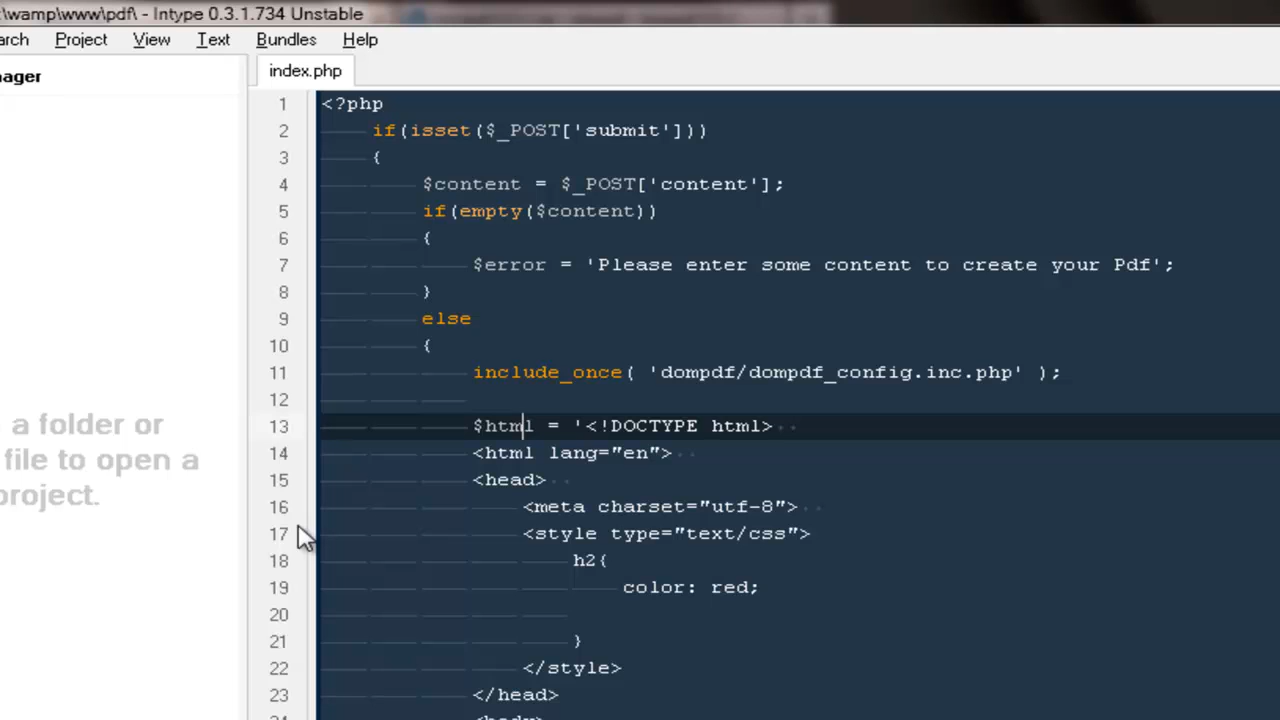 :\wamp\www\pdf\ - Intype 0.3.1.734 Unstable
arch Project View Text Bundles Help
nager
index.php
a folder or
file to open a
project.
1 <?php
2 if(isset($_POST['submit']))
3 {
4 $content = $_POST['content'];
5 if(empty($content))
6 {
7 $error = 'Please enter some content to create your Pdf';
8 }
9 else
10 {
11 include_once( 'dompdf/dompdf_config.inc.php' );
12
13 $html = '<!DOCTYPE html>
14 <html lang="en">
15 <head>
16 <meta charset="utf-8">
17 <style type="text/css">
18 h2{
19 color: red;
20
21 }
22 </style>
23 </head>
24 <body>